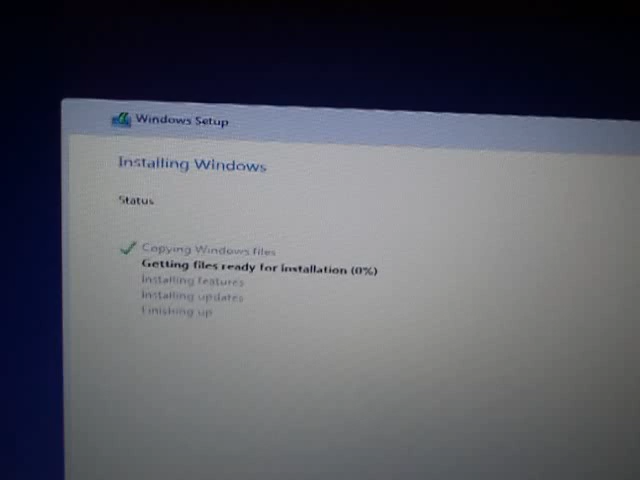 Windows Setup
Installing Windows
Status
Copying Windows files
Getting files ready for installation (0%)
Installing features
Installing updates
Finishing up